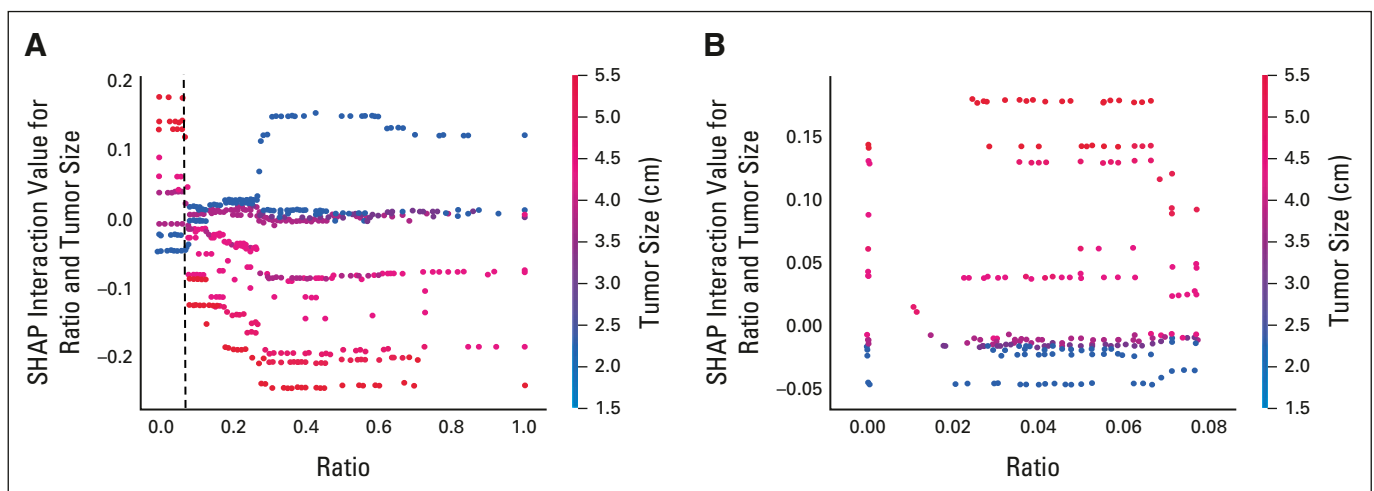 A
SHAP Interaction Value for
Ratio and Tumor Size
0.2
0.1
0.0
–0.1
–0.2
0.0 0.2 0.4 0.6 0.8 1.0
Ratio
5.5
5.0
4.5
4.0
3.5
3.0
2.5
2.0
1.5
Tumor Size (cm)
B
SHAP Interaction Value for
Ratio and Tumor Size
0.15
0.10
0.05
0.00
–0.05
0.00 0.02 0.04 0.06 0.08
Ratio
5.5
5.0
4.5
4.0
3.5
3.0
2.5
2.0
1.5
Tumor Size (cm)